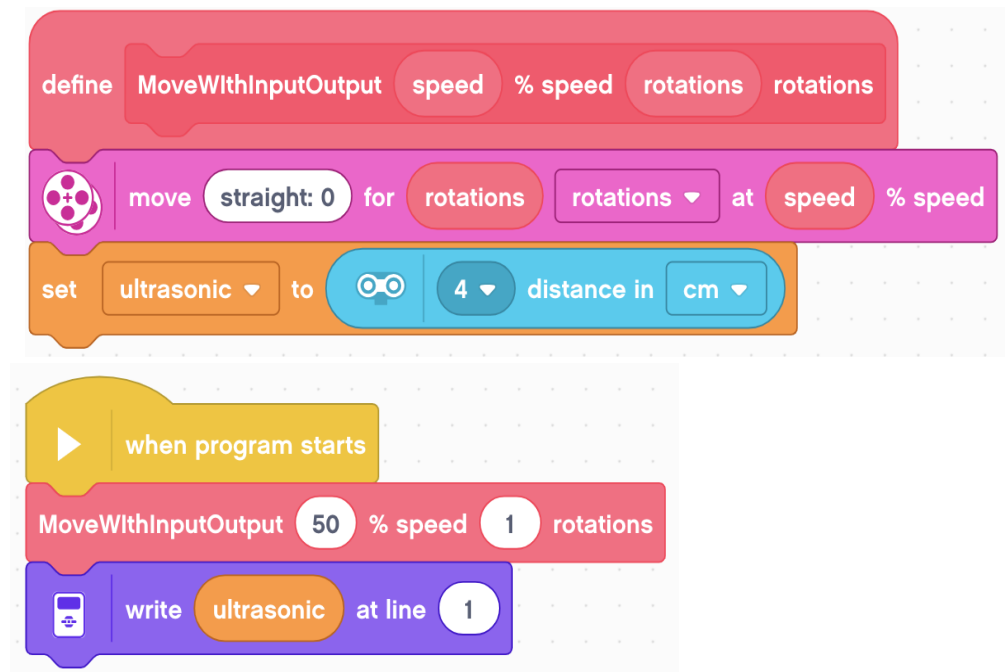 define MoveWIthInputOutput speed % speed rotations rotations
move straight: 0 for rotations rotations at speed % speed
set ultrasonic to 4 distance in cm
when program starts
MoveWIthInputOutput 50 % speed 1 rotations
write ultrasonic at line 1